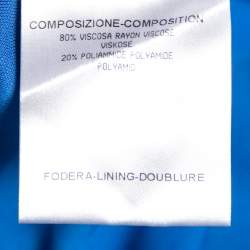 COMPOSIZIONE-COMPOSITION
80% VISCOSA RAYON VISCOSE
VISKOSE
20% POLIAMMIDE POLYAMIDE
POLYAMID
FODERA-LINING-DOUBLURE